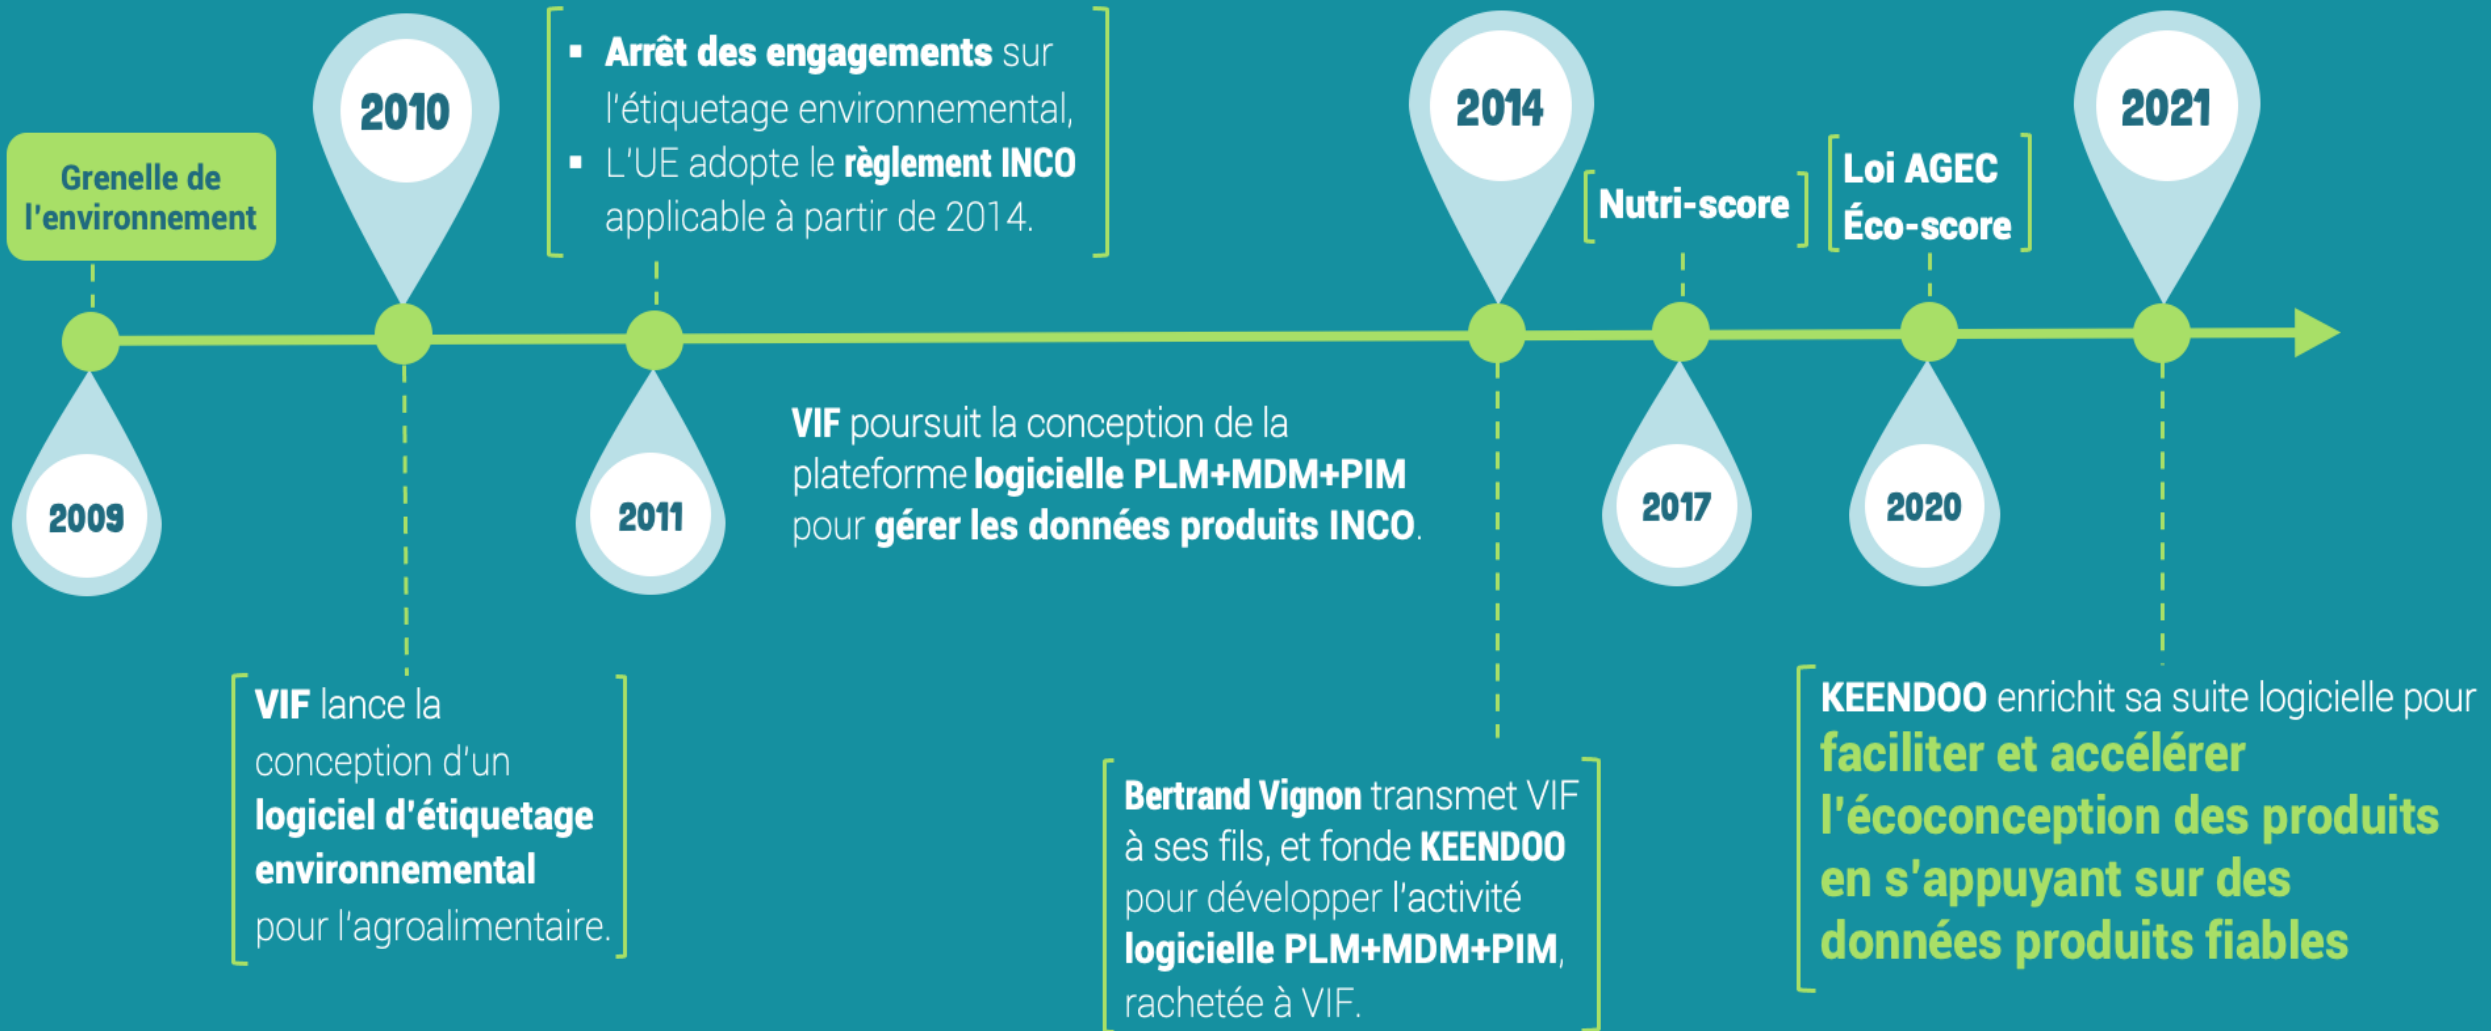 Grenelle de
l'environnement
2009
2010
VIF lance la
conception d'un
logiciel d'étiquetage
environnemental
pour l'agroalimentaire.
▪ Arrêt des engagements sur
l'étiquetage environnemental,
▪ L'UE adopte le règlement INCO
applicable à partir de 2014.
2011
VIF poursuit la conception de la
plateforme logicielle PLM+MDM+PIM
pour gérer les données produits INCO.
2014
Bertrand Vignon transmet VIF
à ses fils, et fonde KEENDOO
pour développer l'activité
logicielle PLM+MDM+PIM,
rachetée à VIF.
Nutri-score
2017
Loi AGEC
Éco-score
2020
2021
KEENDOO enrichit sa suite logicielle pour
faciliter et accélérer
l'écoconception des produits
en s'appuyant sur des
données produits fiables